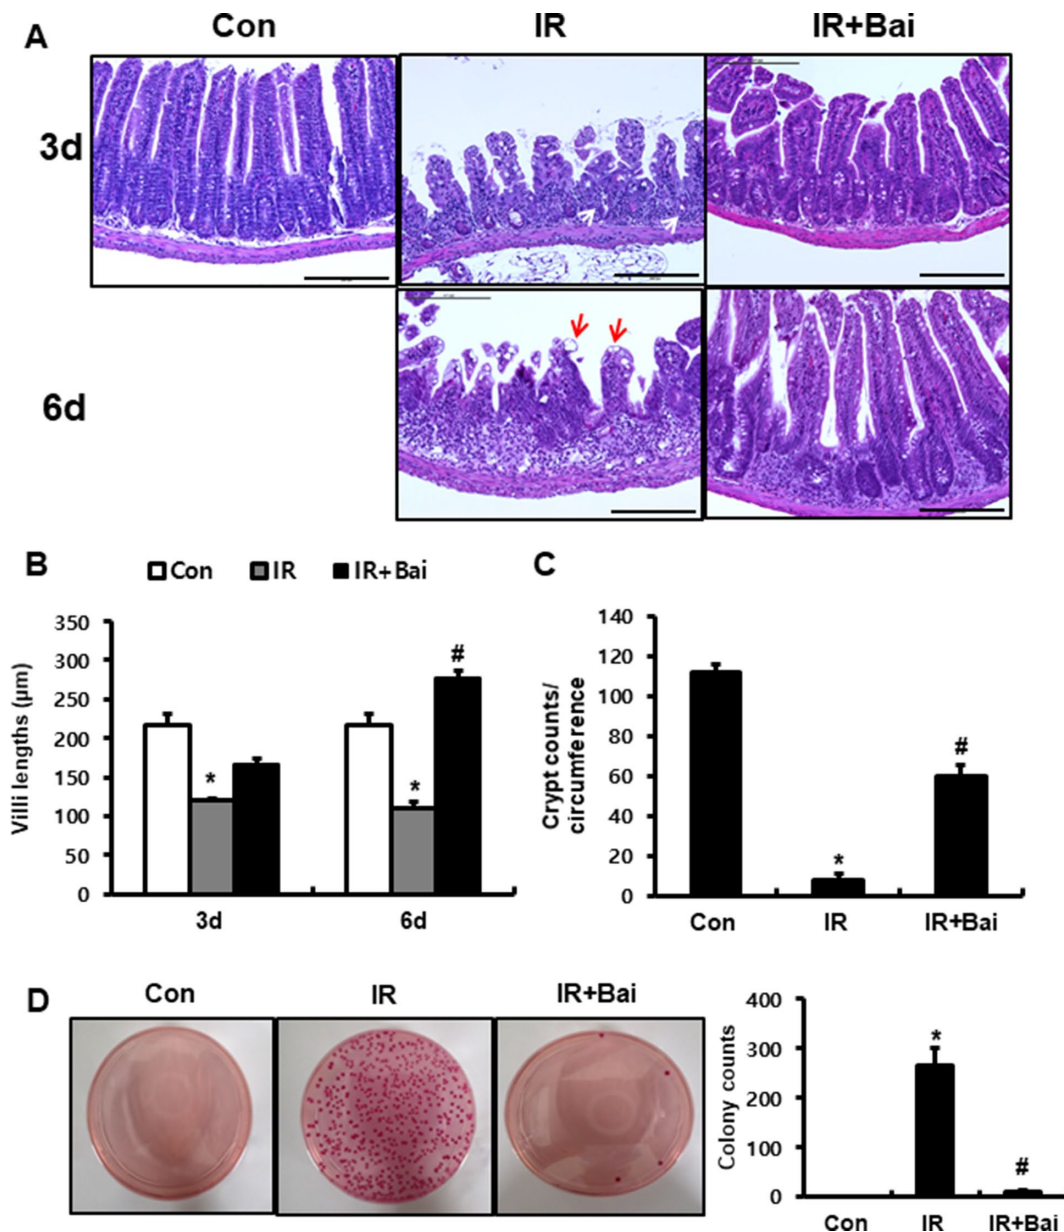 A
Con
IR
IR+Bai
3d
6d
B
Con IR IR+Bai
Villi lengths (µm)
350
300
250
200
150
100
50
0
*
*
#
3d
6d
C
Crypt counts/
circumference
140
120
100
80
60
40
20
0
*
#
Con
IR
IR+Bai
D
Con
IR
IR+Bai
Colony counts
400
300
200
100
0
*
#
Con
IR
IR+Bai